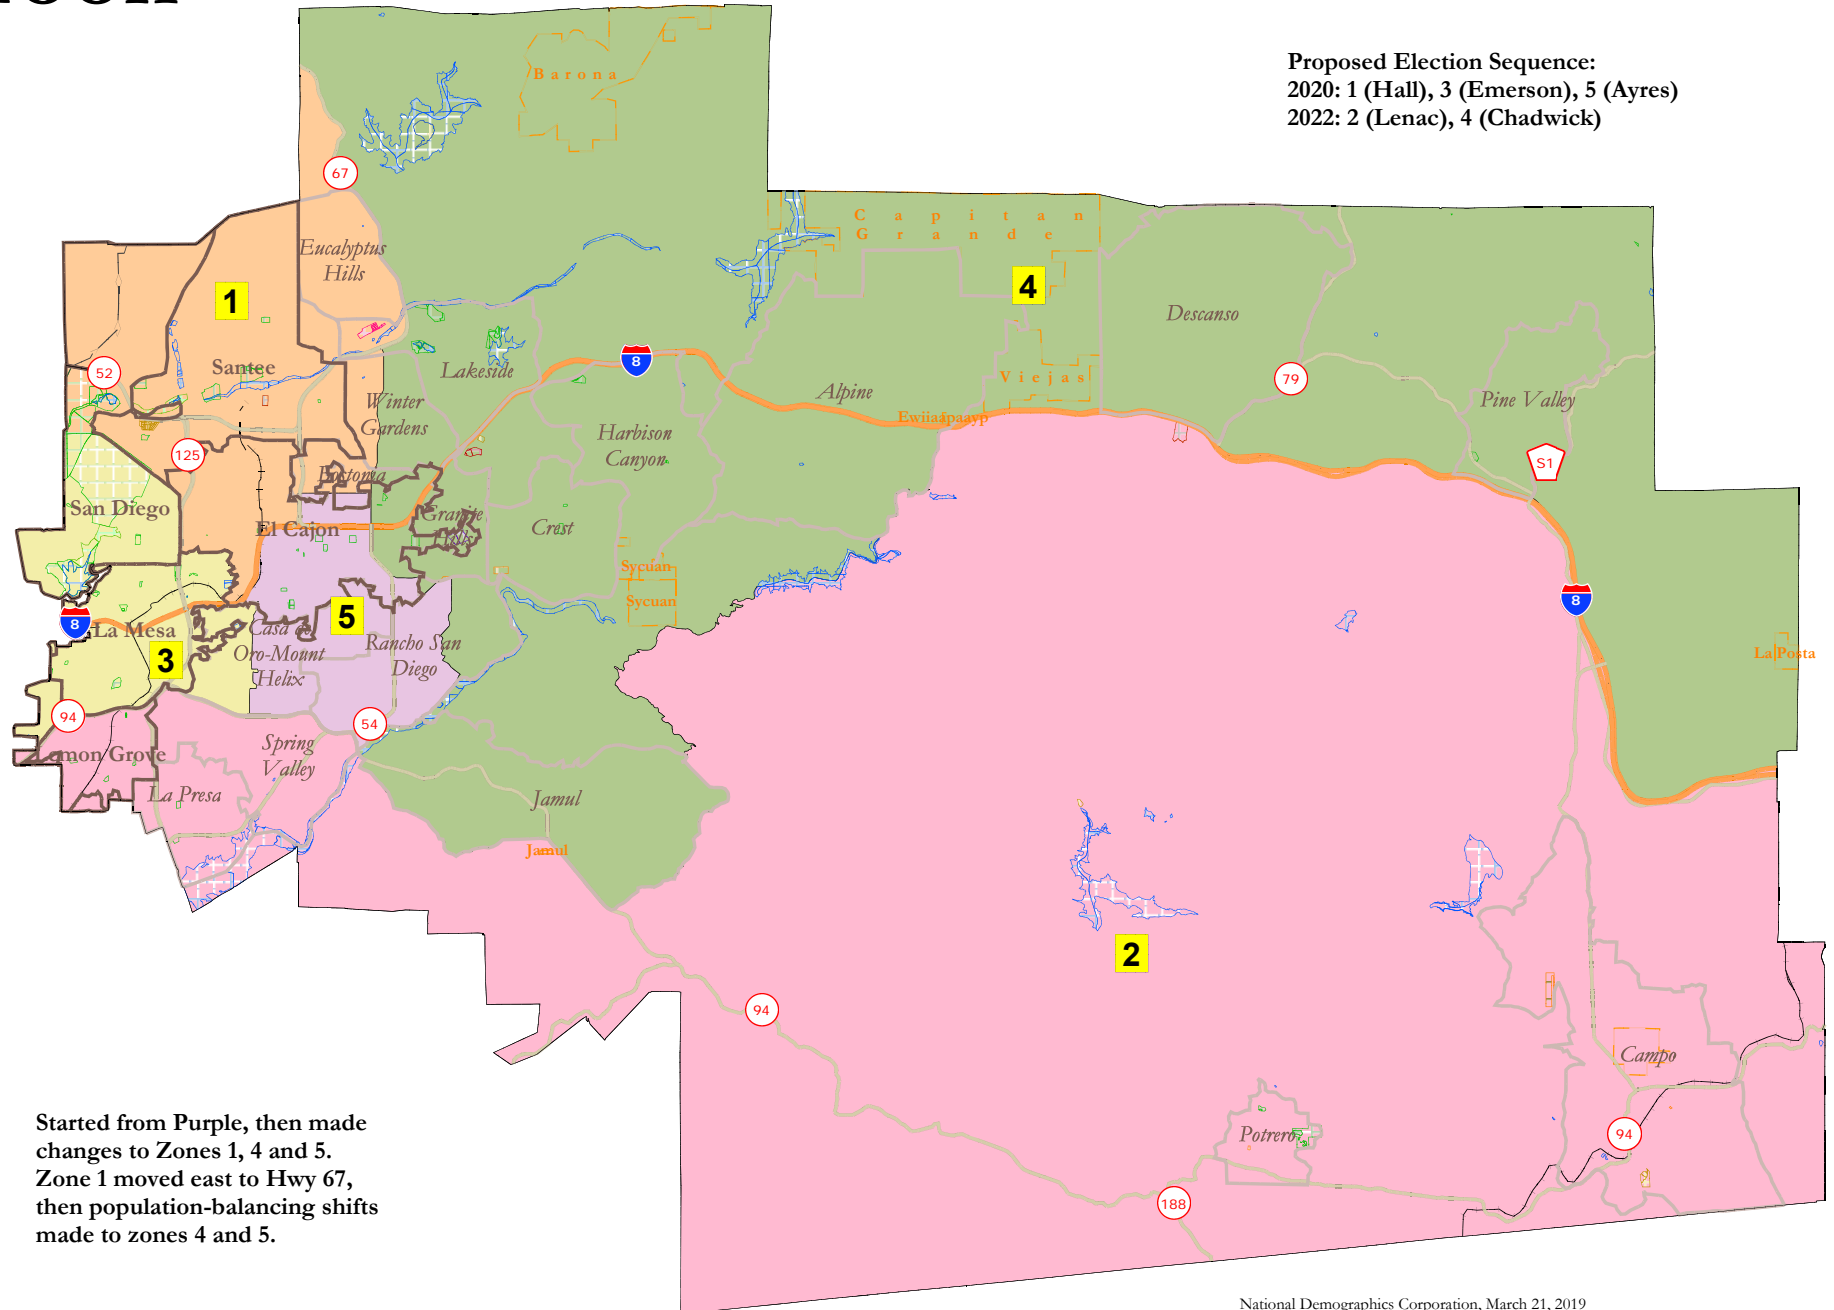 Proposed Election Sequence:
2020: 1 (Hall), 3 (Emerson), 5 (Ayres)
2022: 2 (Lenac), 4 (Chadwick)
Barona
67
Capitan
Grande
Eucalyptus
Hills
1
4
Descanso
52
Santee
Lakeside
8
Viejas
79
Alpine
Pine Valley
Winter
Gardens
Ewiiaapaayp
Harbison
Canyon
125
Bostonia
S1
San Diego
El Cajon
Granite
Hills
Crest
Sycuan
Sycuan
8
8
La Mesa
5
Casa de
Oro-Mount
Helix
Rancho San
Diego
3
La Posta
94
54
Lemon Grove
Spring
Valley
La Presa
Jamul
Jamul
2
94
Campo
Potrero
94
188
Started from Purple, then made
changes to Zones 1, 4 and 5.
Zone 1 moved east to Hwy 67,
then population-balancing shifts
made to zones 4 and 5.
National Demographics Corporation, March 21, 2019